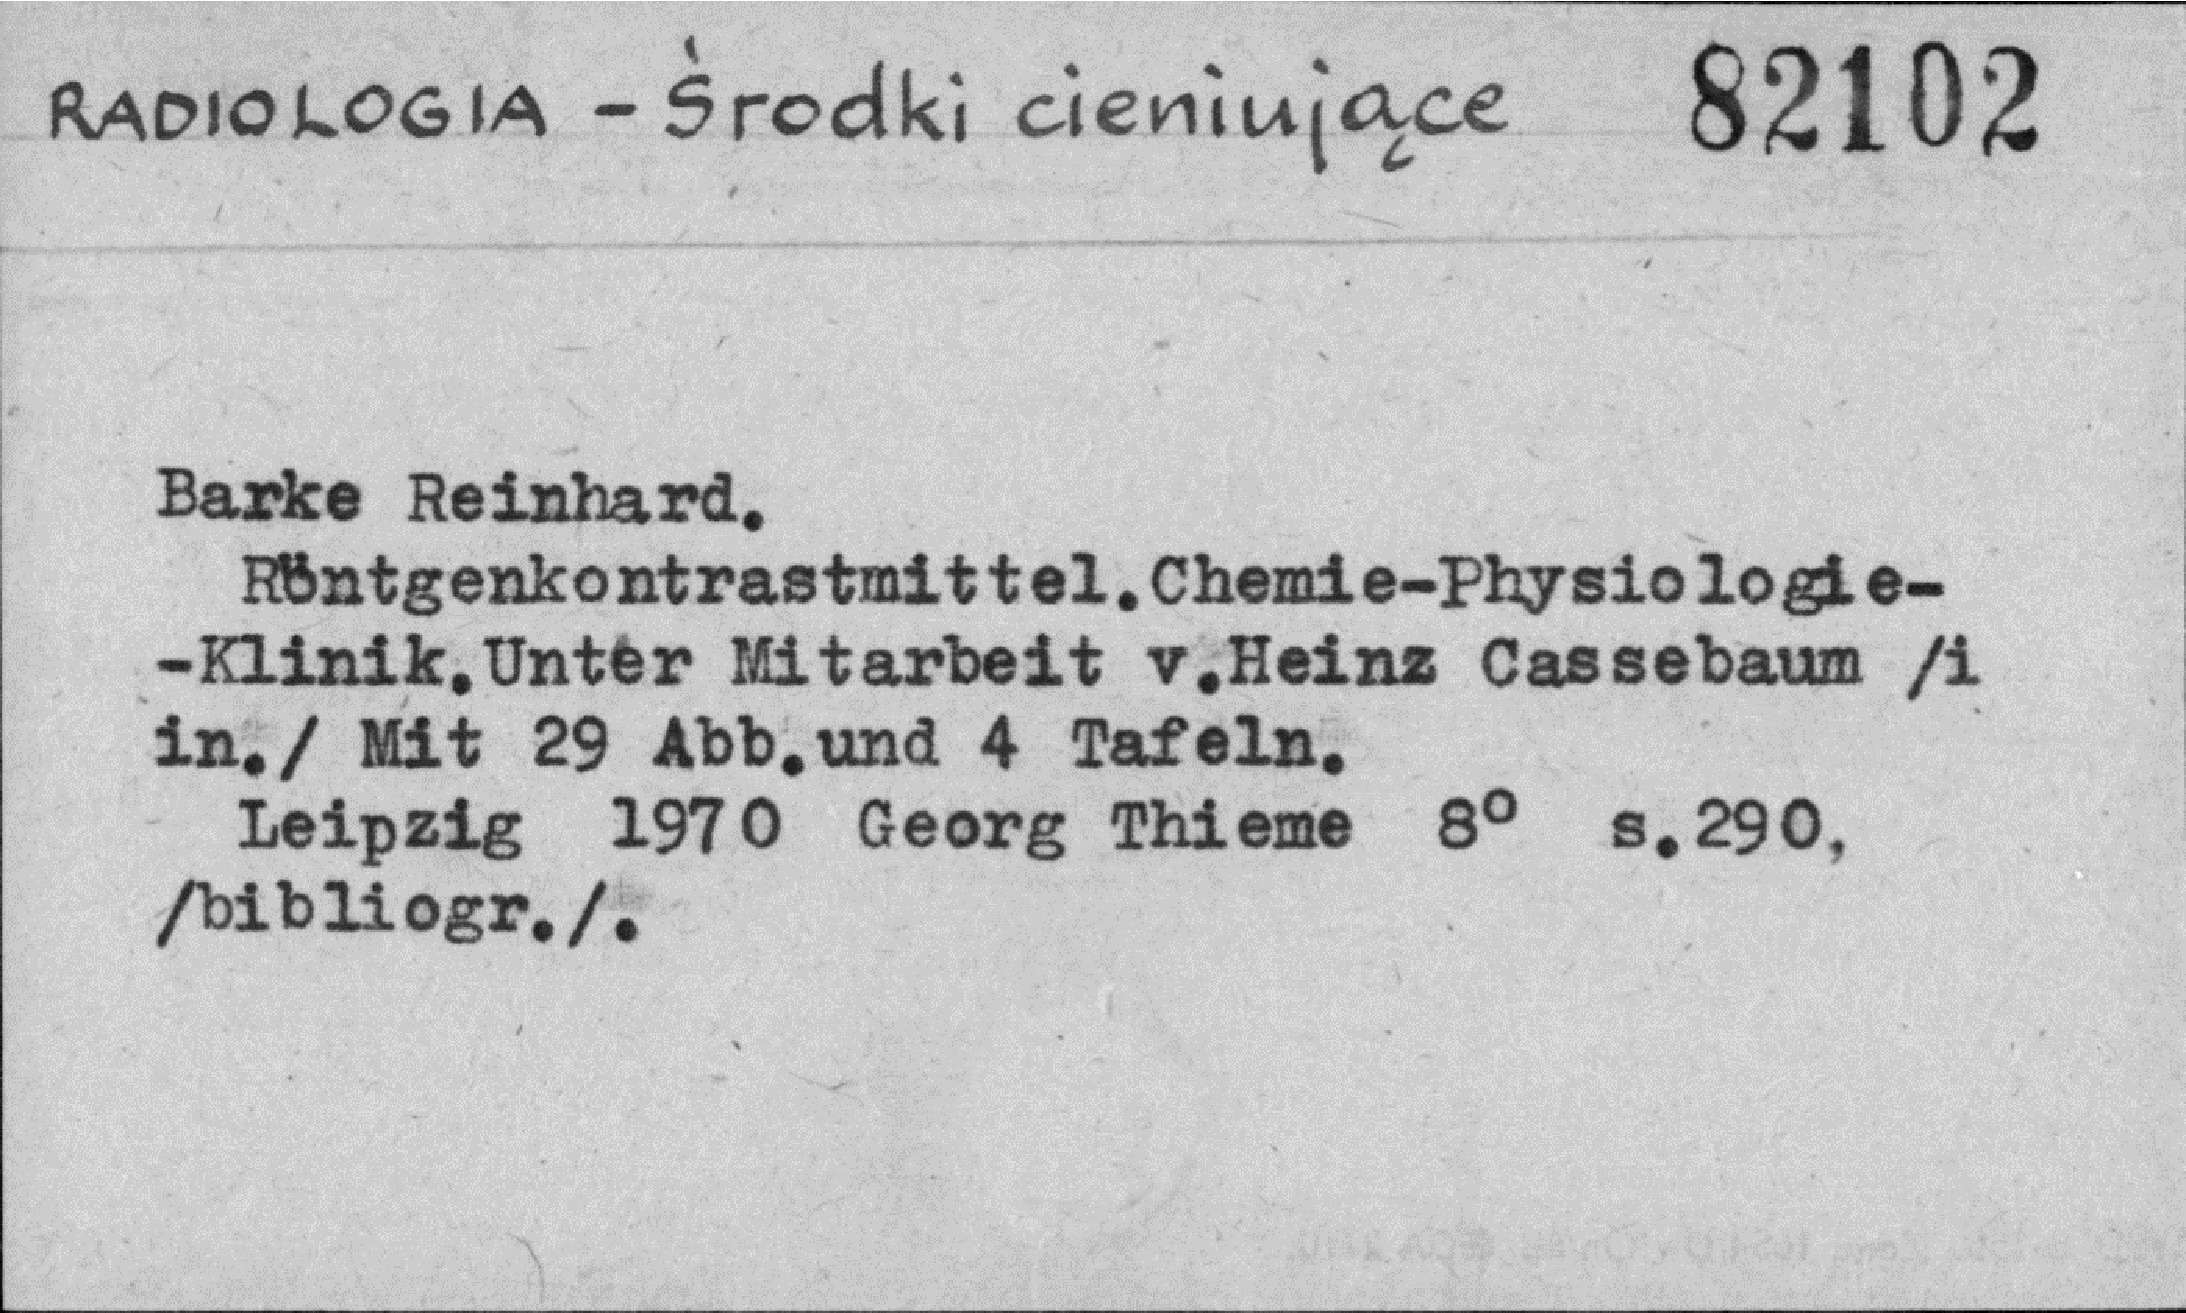 RADIOLOGIA - Środki cieniujące 82102
Barke Reinhard.
Röntgenkontrastmittel.Chemie-Physiologie-
-Klinik.Unter Mitarbeit v.Heinz Cassebaum /i
in./ Mit 29 Abb.und 4 Tafeln.
Leipzig 1970 Georg Thieme 8° s.290,
/bibliogr./.